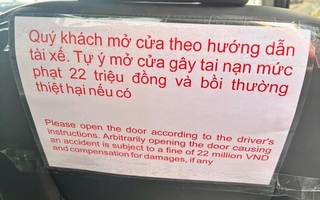 Quý khách mở cửa theo hướng dẫn
tài xế. Tự ý mở cửa gây tai nạn mức
phạt 22 triệu đồng và bồi thường
thiệt hại nếu có
Please open the door according to the driver's
instructions. Arbitrarily opening the door causing
an accident is subject to a fine of 22 million VND
and compensation for damages, if any